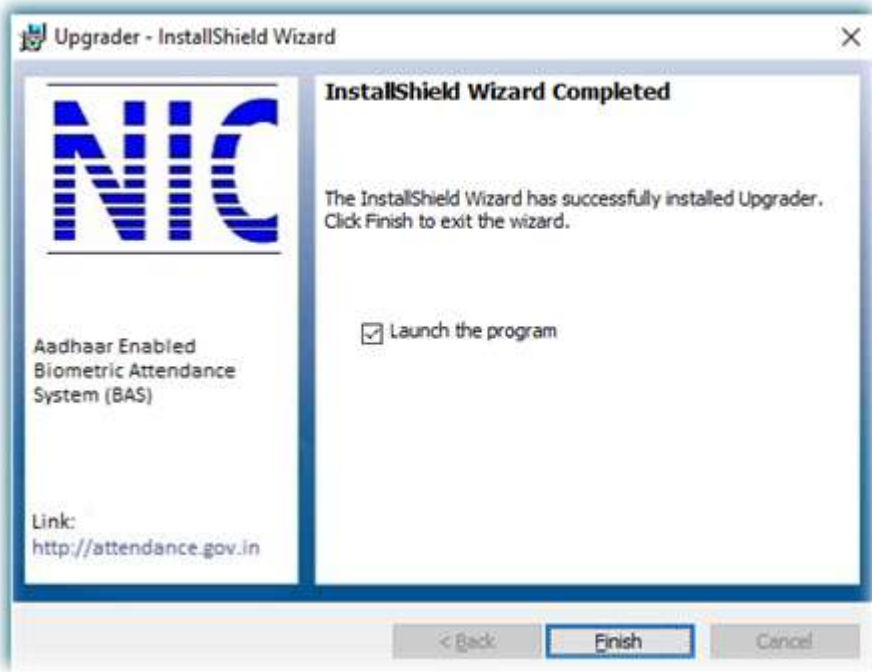 Upgrader - InstallShield Wizard
NIC
Aadhaar Enabled
Biometric Attendance
System (BAS)
Link:
http://attendance.gov.in
InstallShield Wizard Completed
The InstallShield Wizard has successfully installed Upgrader.
Click Finish to exit the wizard.
Launch the program
< Back
Finish
Cancel